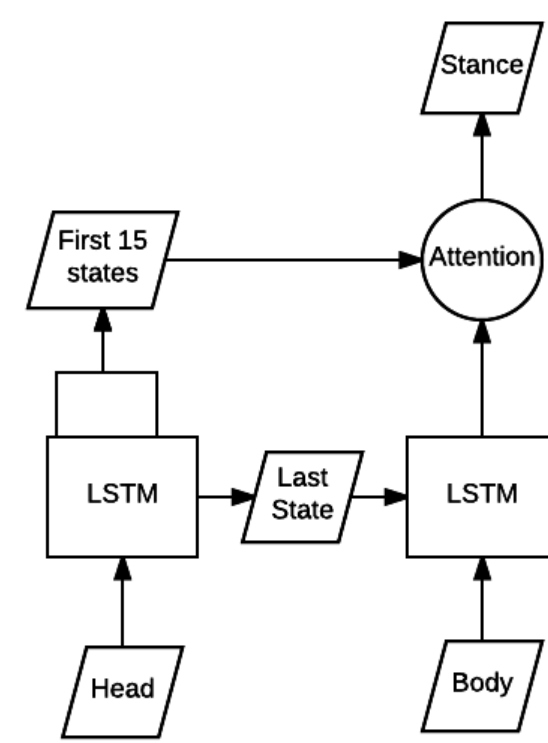 Stance
First 15
states
Attention
LSTM
Last
State
LSTM
Head
Body